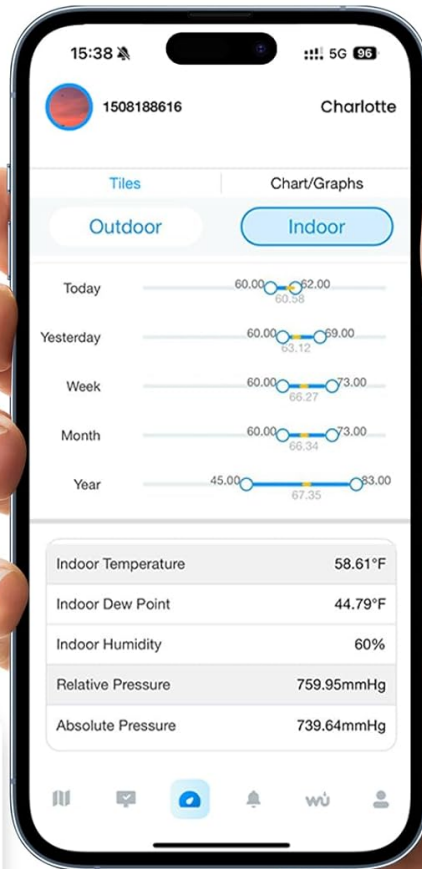 15:38 5G 96
1508188616 Charlotte
Tiles Chart/Graphs
Outdoor Indoor
Today 60.00 62.00
60.58
Yesterday 60.00 69.00
63.12
Week 60.00 73.00
66.27
Month 60.00 73.00
66.34
Year 45.00 83.00
67.35
Indoor Temperature 58.61°F
Indoor Dew Point 44.79°F
Indoor Humidity 60%
Relative Pressure 759.95mmHg
Absolute Pressure 739.64mmHg
wu